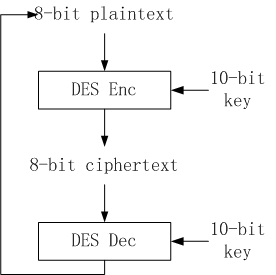 8-bit plaintext
DES Enc
10-bit
key
8-bit ciphertext
DES Dec
10-bit
key